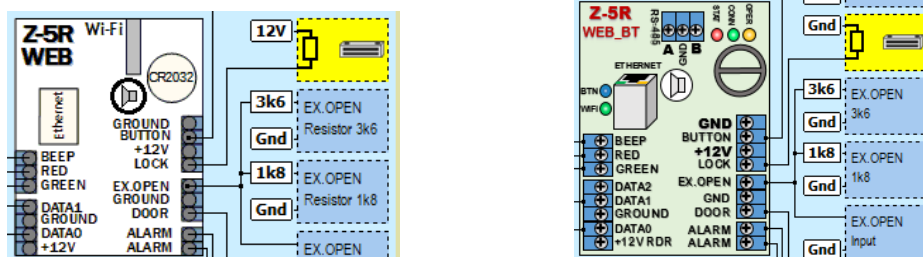 Z-5R
WEB
Wi-Fi
CR2032
Ethernet
GROUND
BUTTON
+12V
LOCK
BEEP
RED
GREEN
EX.OPEN
GROUND
DOOR
DATA1
GROUND
DATA0
+12V
ALARM
ALARM
12V
3k6
EX.OPEN
Resistor 3k6
Gnd
1k8
EX.OPEN
Resistor 1k8
Gnd
EX.OPEN
Z-5R
WEB_BT
RS-485
A
GND
B
STAT
CONN
OPER
ETHERNET
BTN
WIFI
GND
BUTTON
+12V
LOCK
BEEP
RED
GREEN
EX.OPEN
GND
DOOR
DATA2
DATA1
GROUND
DATA0
+12V RDR
ALARM
ALARM
Gnd
3k6
EX.OPEN
3k6
Gnd
1k8
EX.OPEN
1k8
Gnd
EX.OPEN
Input
Gnd